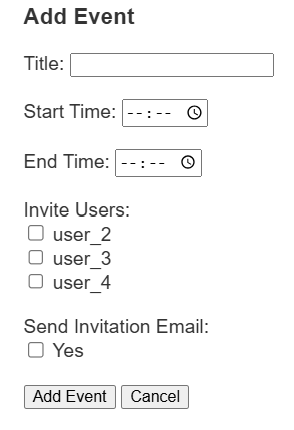 Add Event
Title:
Start Time: --:--
End Time: --:--
Invite Users:
user_2
user_3
user_4
Send Invitation Email:
Yes
Add Event Cancel